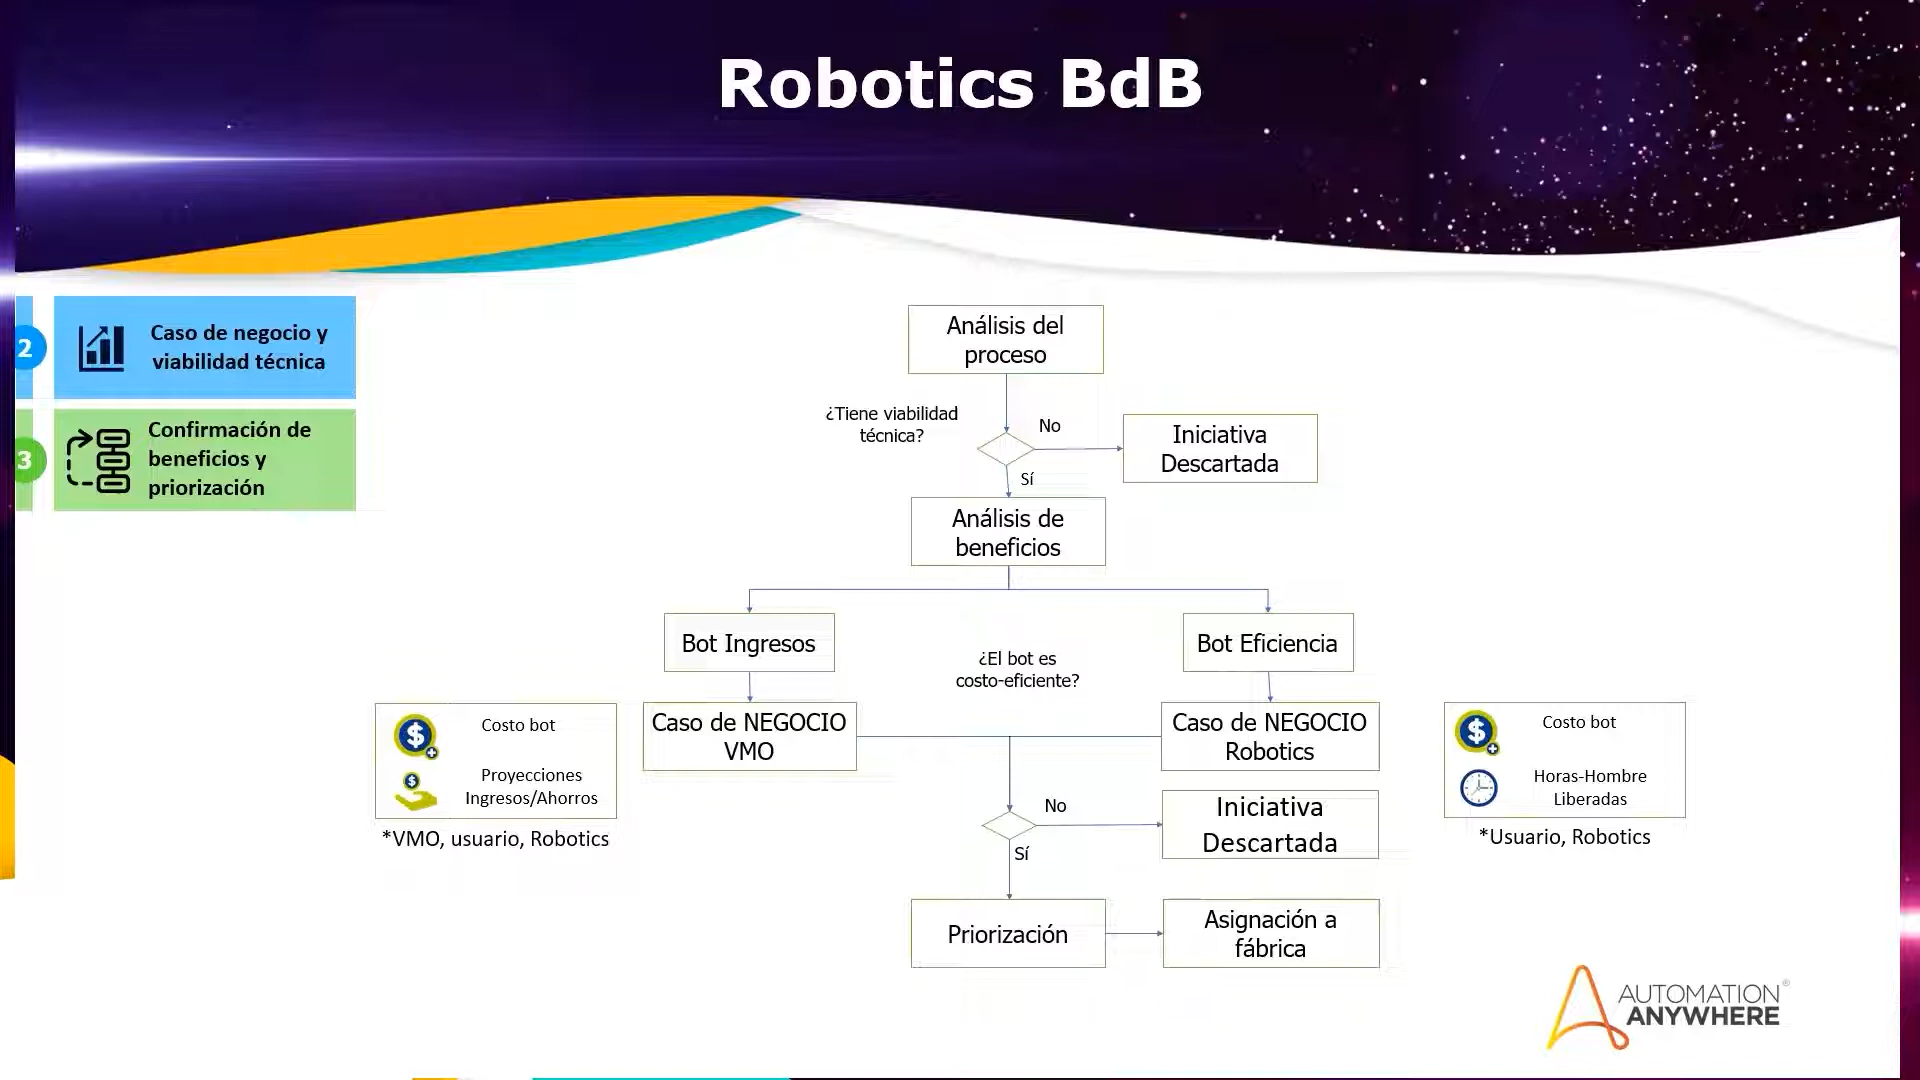 Robotics BdB
2
Caso de negocio y
viabilidad técnica
3
Confirmación de
beneficios y
priorización
Análisis del
proceso
¿Tiene viabilidad
técnica?
No
Iniciativa
Descartada
Sí
Análisis de
beneficios
Bot Ingresos
¿El bot es
costo-eficiente?
Bot Eficiencia
Costo bot
Proyecciones
Ingresos/Ahorros
*VMO, usuario, Robotics
Caso de NEGOCIO
VMO
Caso de NEGOCIO
Robotics
Costo bot
Horas-Hombre
Liberadas
*Usuario, Robotics
No
Iniciativa
Descartada
Sí
Priorización
Asignación a
fábrica
AUTOMATION®
ANYWHERE